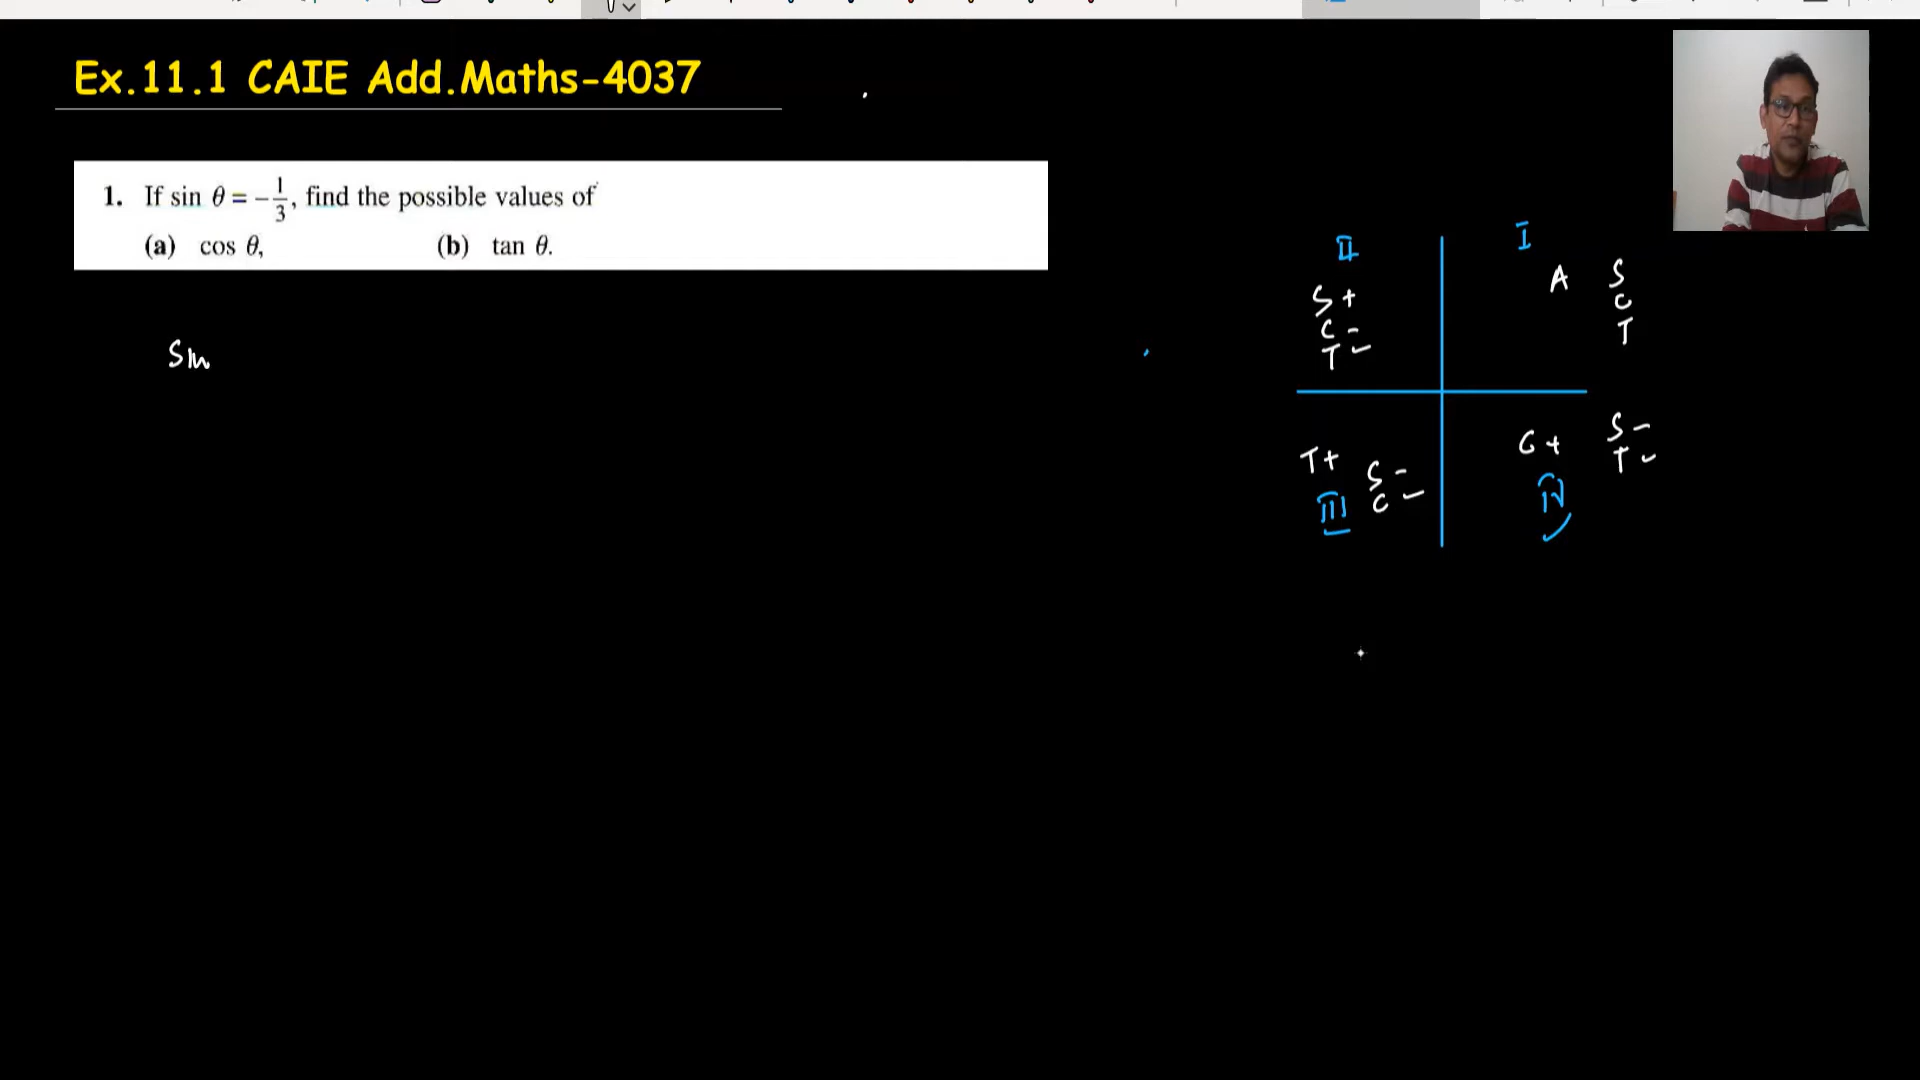 Ex.11.1 CAIE Add.Maths-4037
1. If sin θ = -1/3, find the possible values of
(a) cos θ, (b) tan θ.
Sin
II
I
S +
C -
T -
A
S
C
T
T+
S -
C -
III
C +
S -
T -
IV